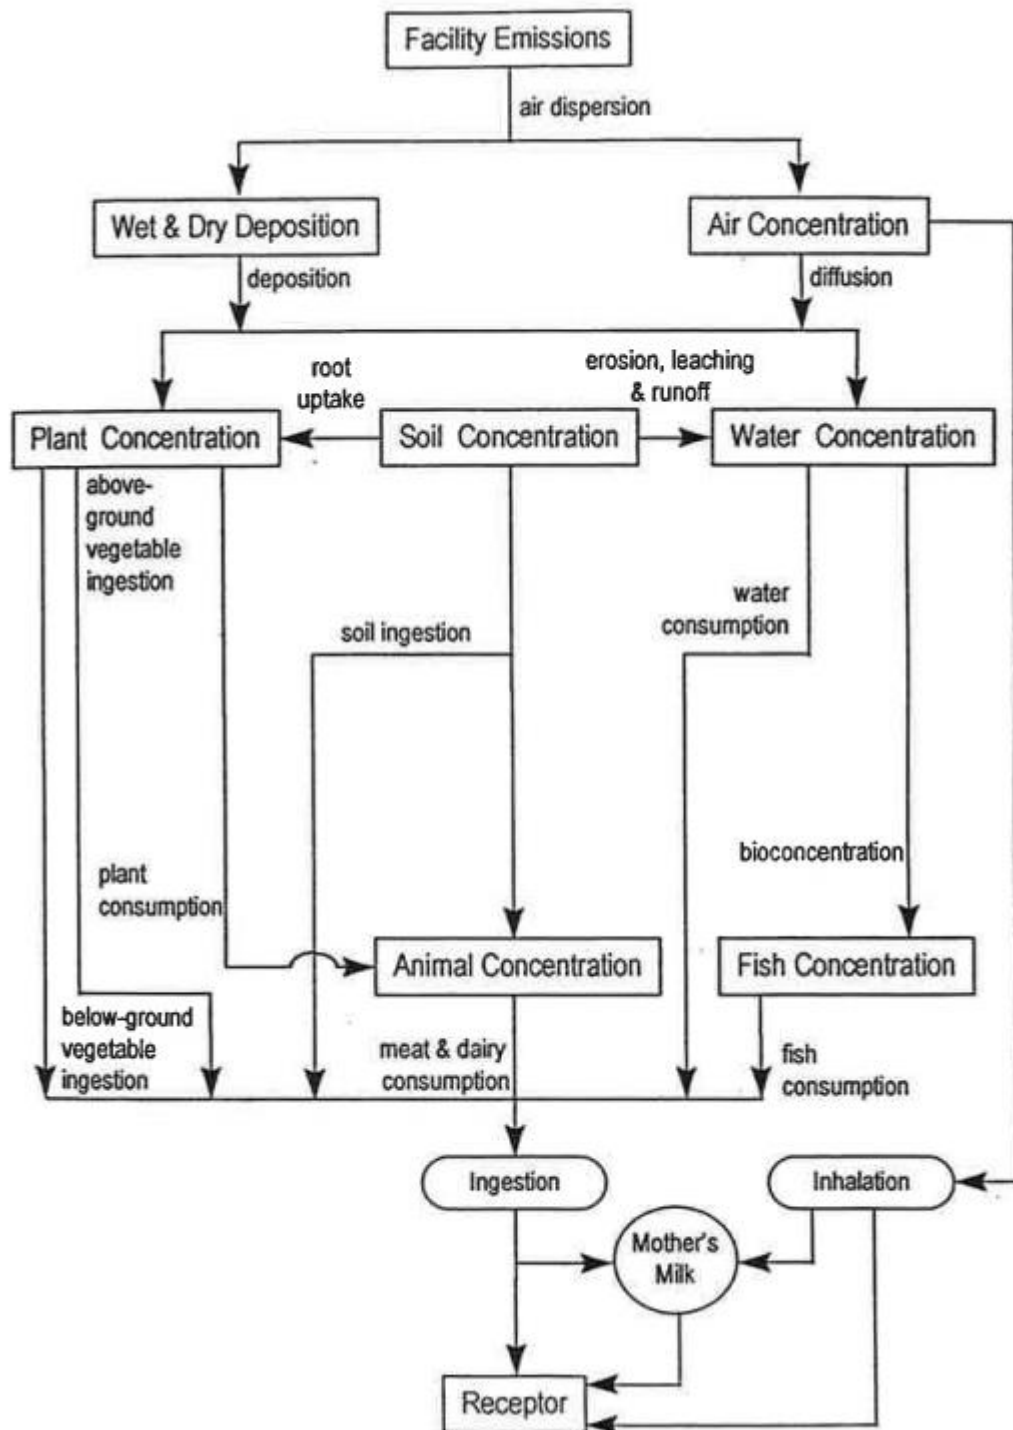 Facility Emissions
air dispersion
Wet & Dry Deposition
Air Concentration
deposition
diffusion
root
uptake
erosion, leaching
& runoff
Plant Concentration
Soil Concentration
Water Concentration
above-
ground
vegetable
ingestion
soil ingestion
water
consumption
plant
consumption
bioconcentration
Animal Concentration
Fish Concentration
below-ground
vegetable
ingestion
meat & dairy
consumption
fish
consumption
Ingestion
Inhalation
Mother's
Milk
Receptor